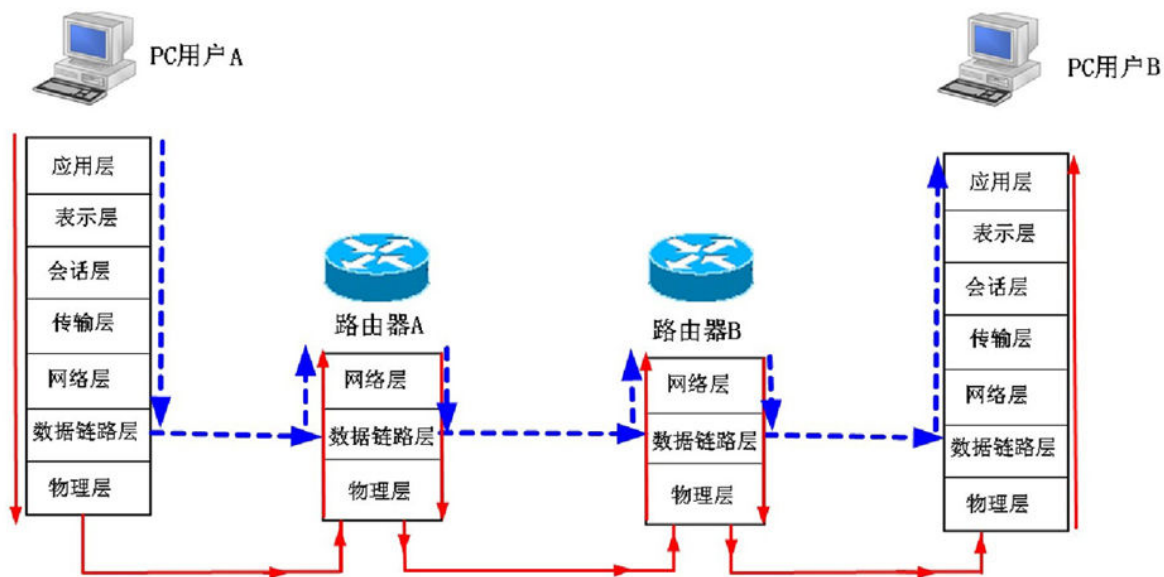 PC用户A
应用层
表示层
会话层
传输层
网络层
数据链路层
物理层
路由器A
网络层
数据链路层
物理层
路由器B
网络层
数据链路层
物理层
PC用户B
应用层
表示层
会话层
传输层
网络层
数据链路层
物理层